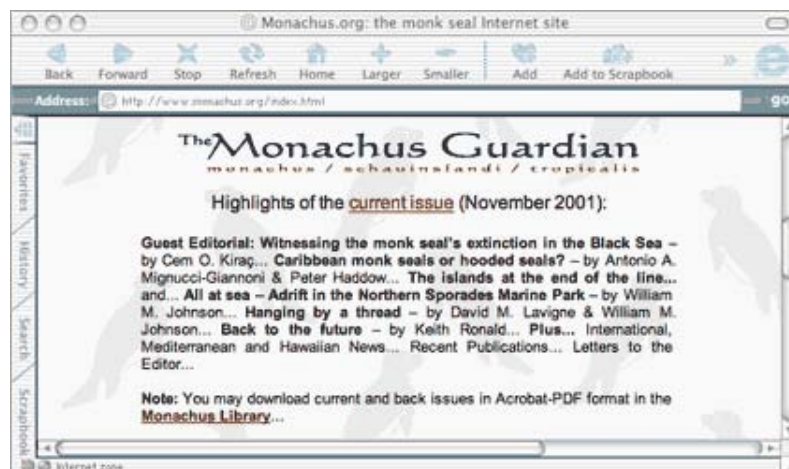 Monachus.org: the monk seal Internet site
Back Forward Stop Refresh Home Larger Smaller Add Add to Scrapbook
Address: http://www.monachus.org/index.html go
Favorites
History
Search
Scrapbook
The Monachus Guardian
monachus / schauinslandi / tropicalis
Highlights of the current issue (November 2001):
Guest Editorial: Witnessing the monk seal's extinction in the Black Sea –
by Cem O. Kiraç... Caribbean monk seals or hooded seals? – by Antonio A.
Mignucci-Giannoni & Peter Haddow... The islands at the end of the line...
and... All at sea – Adrift in the Northern Sporades Marine Park – by William
M. Johnson... Hanging by a thread – by David M. Lavigne & William M.
Johnson... Back to the future – by Keith Ronald... Plus... International,
Mediterranean and Hawaiian News... Recent Publications... Letters to the
Editor...
Note: You may download current and back issues in Acrobat-PDF format in the
Monachus Library...
Internet zone